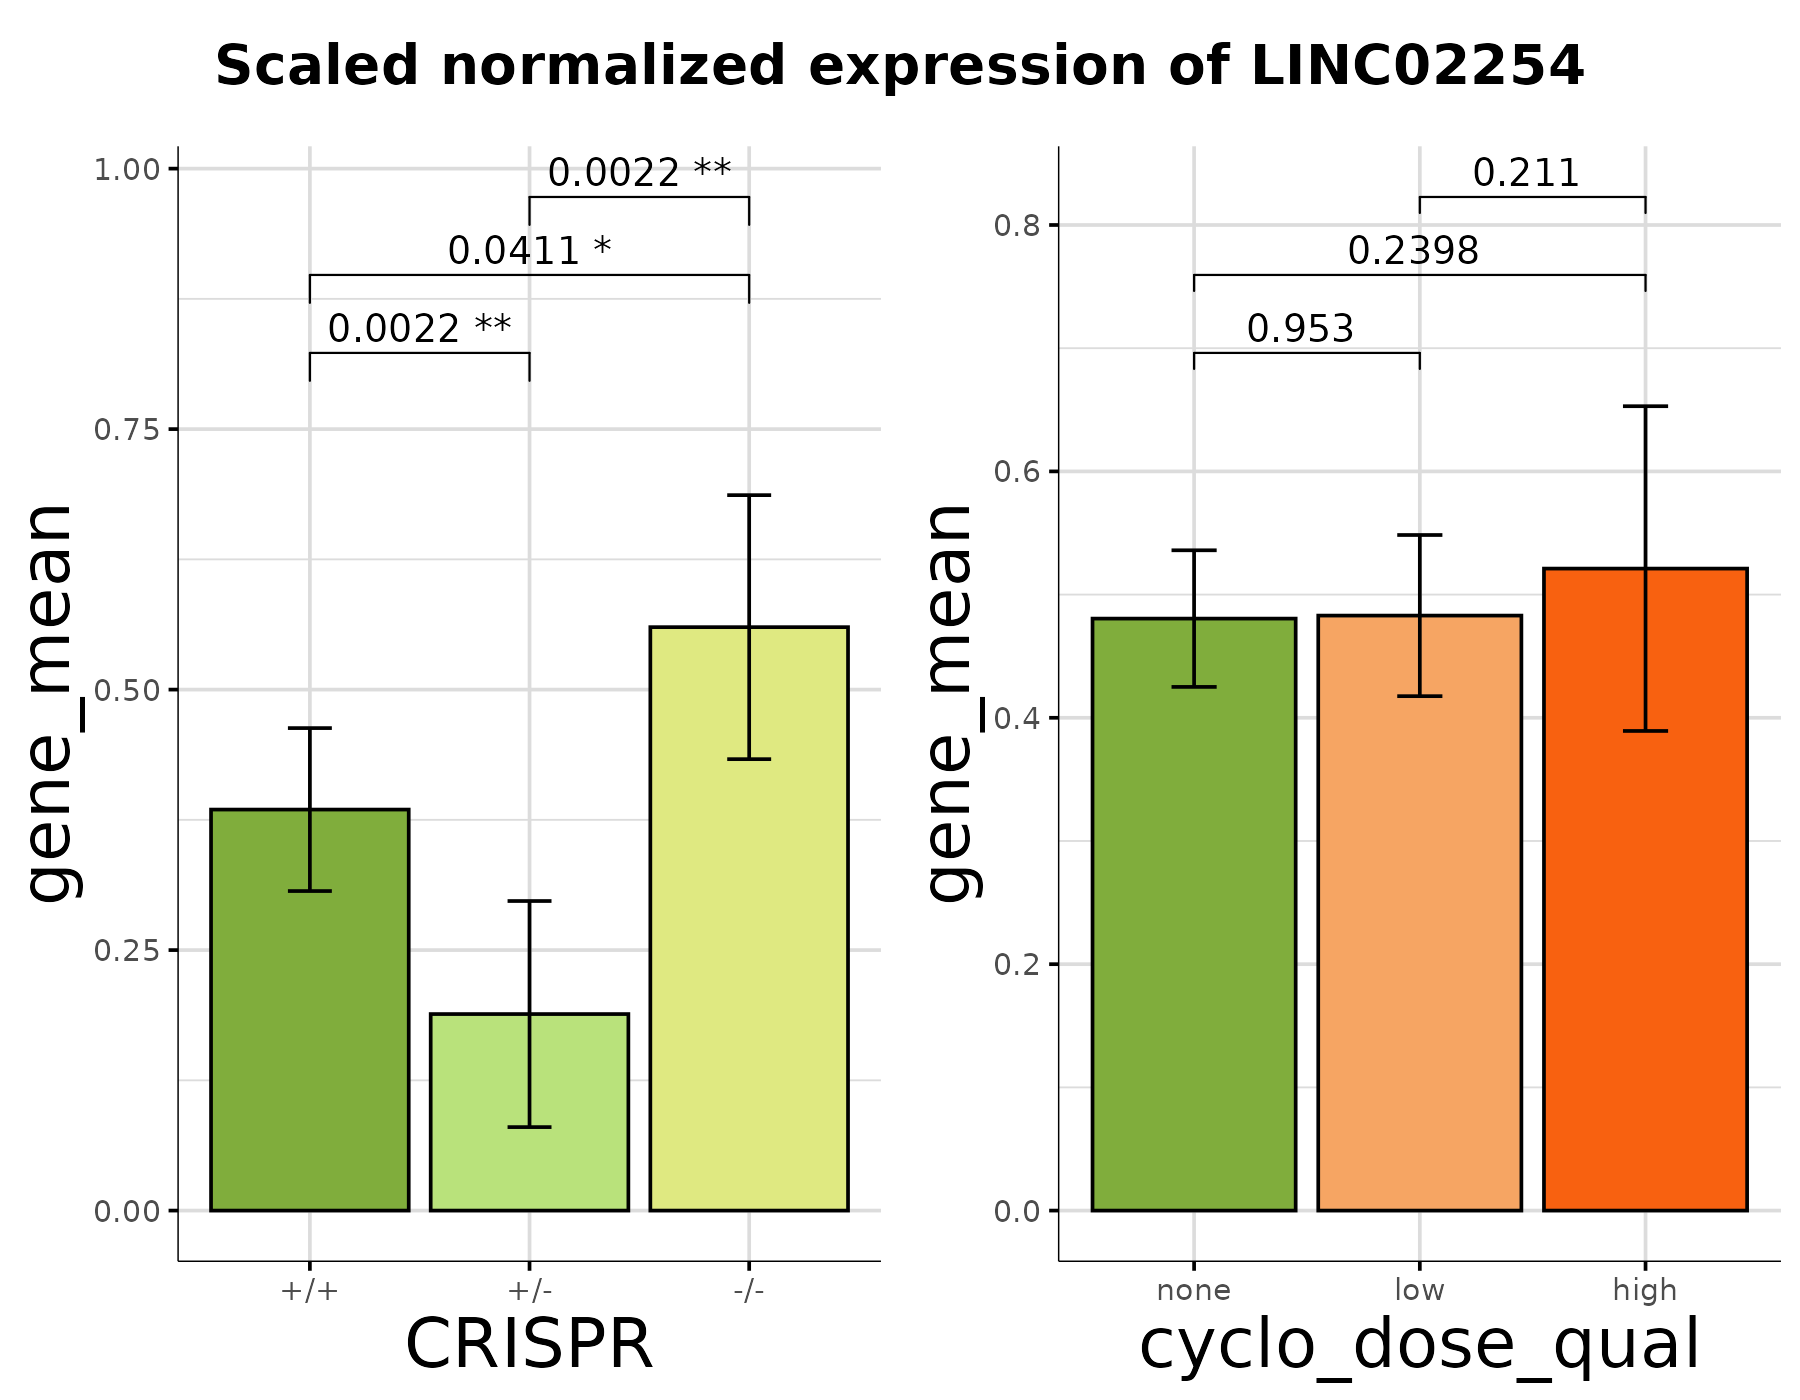 Scaled normalized expression of LINC02254
gene_mean
1.00
0.75
0.50
0.25
0.00
0.0022 **
0.0411 *
0.0022 **
+/+
+/-
-/-
CRISPR
gene_mean
0.8
0.6
0.4
0.2
0.0
0.211
0.2398
0.953
none
low
high
cyclo_dose_qual